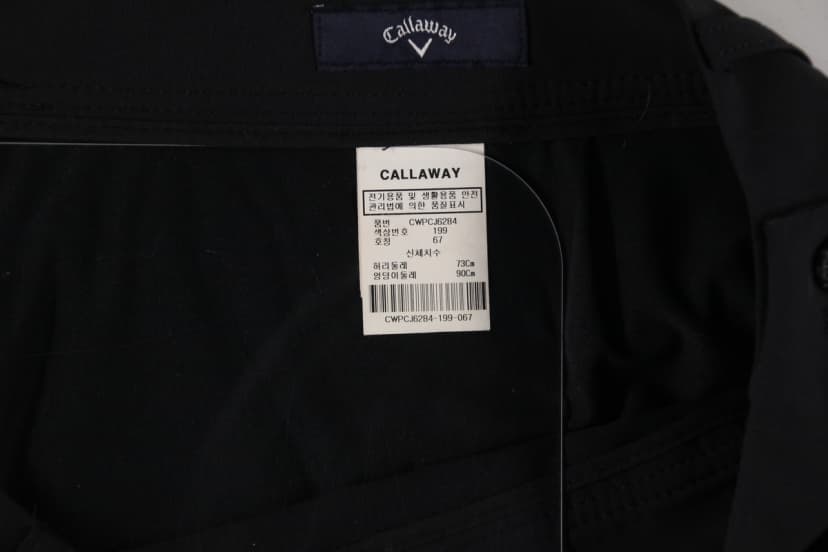 Callaway
CALLAWAY
전기용품 및 생활용품 안전
관리법에 의한 품질표시
품번 CWPCJ6284
색상번호 199
호칭 67
신체치수
허리둘레 73Cm
엉덩이둘레 90Cm
CWPCJ6284-199-067